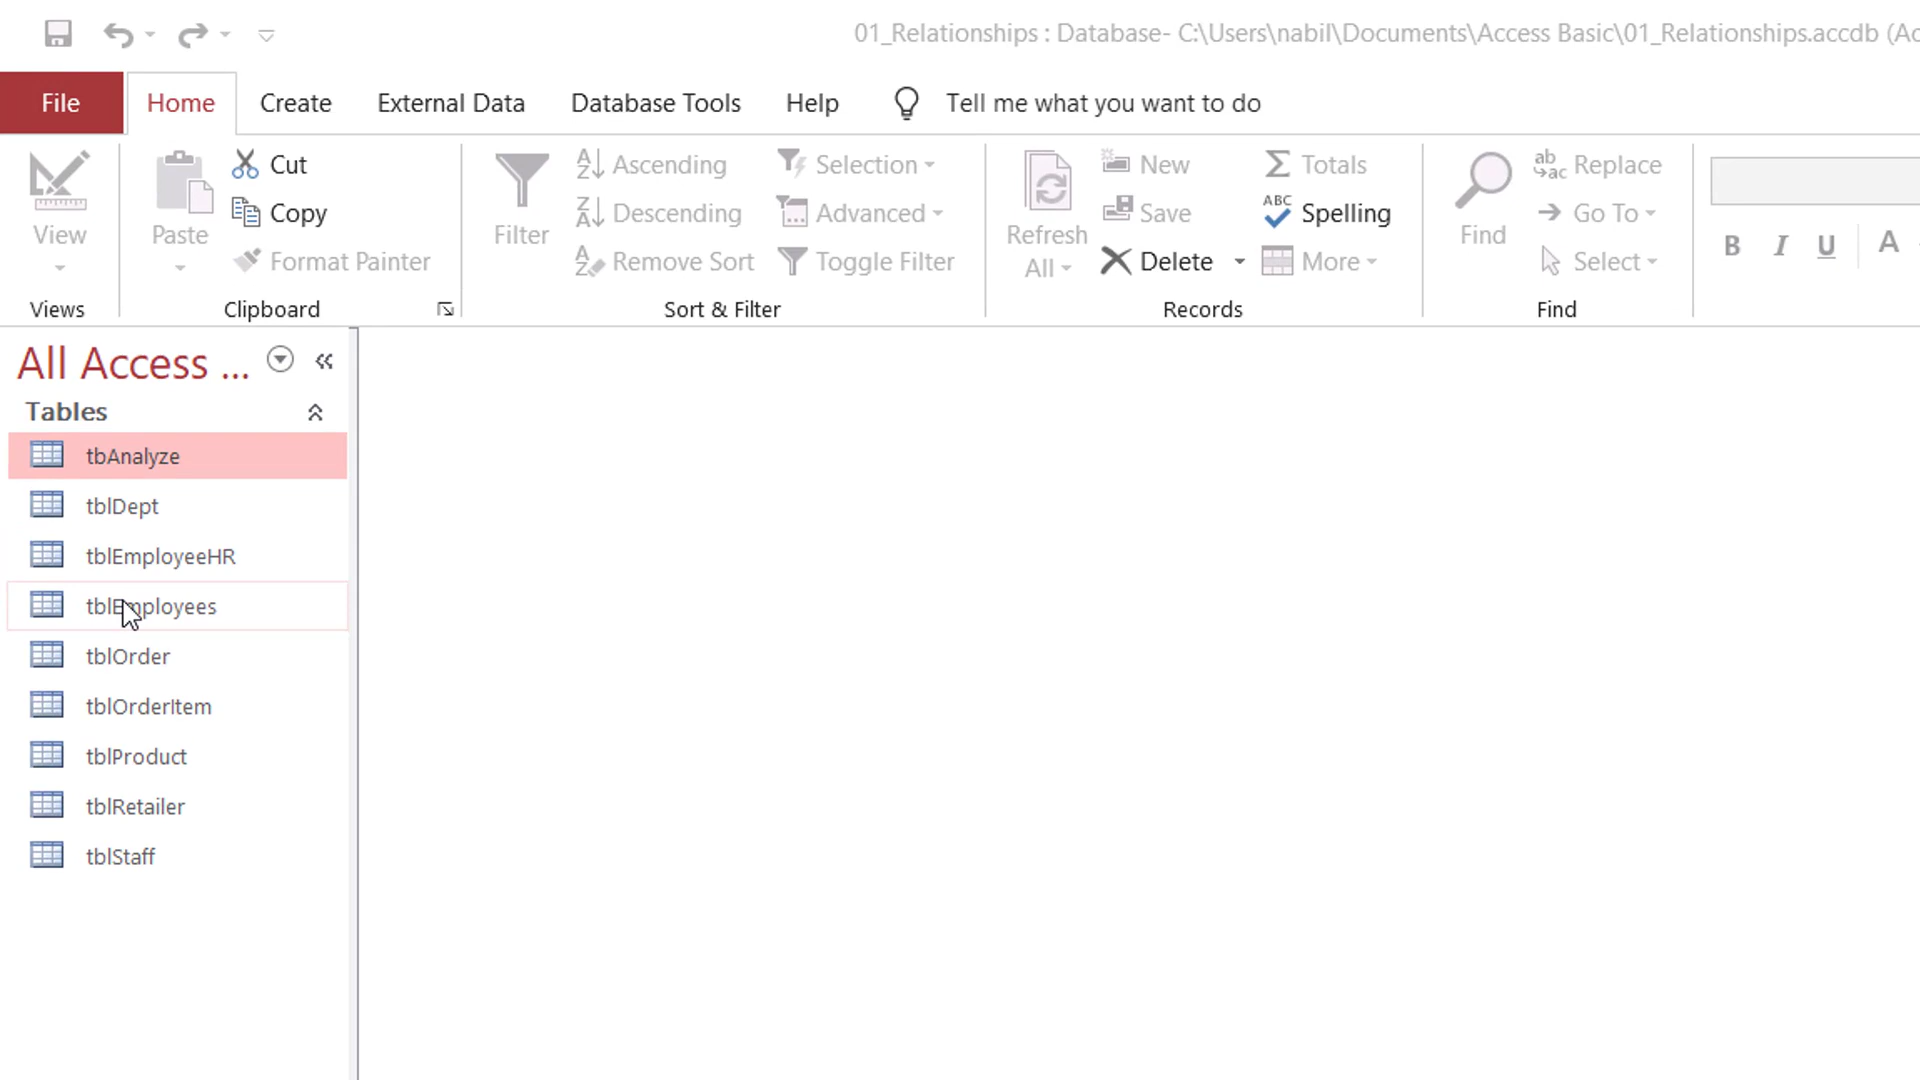 01_Relationships : Database- C:\Users\nabil\Documents\Access Basic\01_Relationships.accdb (Ac
File Home Create External Data Database Tools Help Tell me what you want to do
View
Views
Paste
Cut
Copy
Format Painter
Clipboard
Filter
Ascending
Descending
Remove Sort
Selection
Advanced
Toggle Filter
Sort & Filter
Refresh
All
New
Save
Delete
Totals
Spelling
More
Records
Find
Replace
Go To
Select
Find
B I U A
All Access ...
Tables
tbAnalyze
tblDept
tblEmployeeHR
tblEmployees
tblOrder
tblOrderItem
tblProduct
tblRetailer
tblStaff